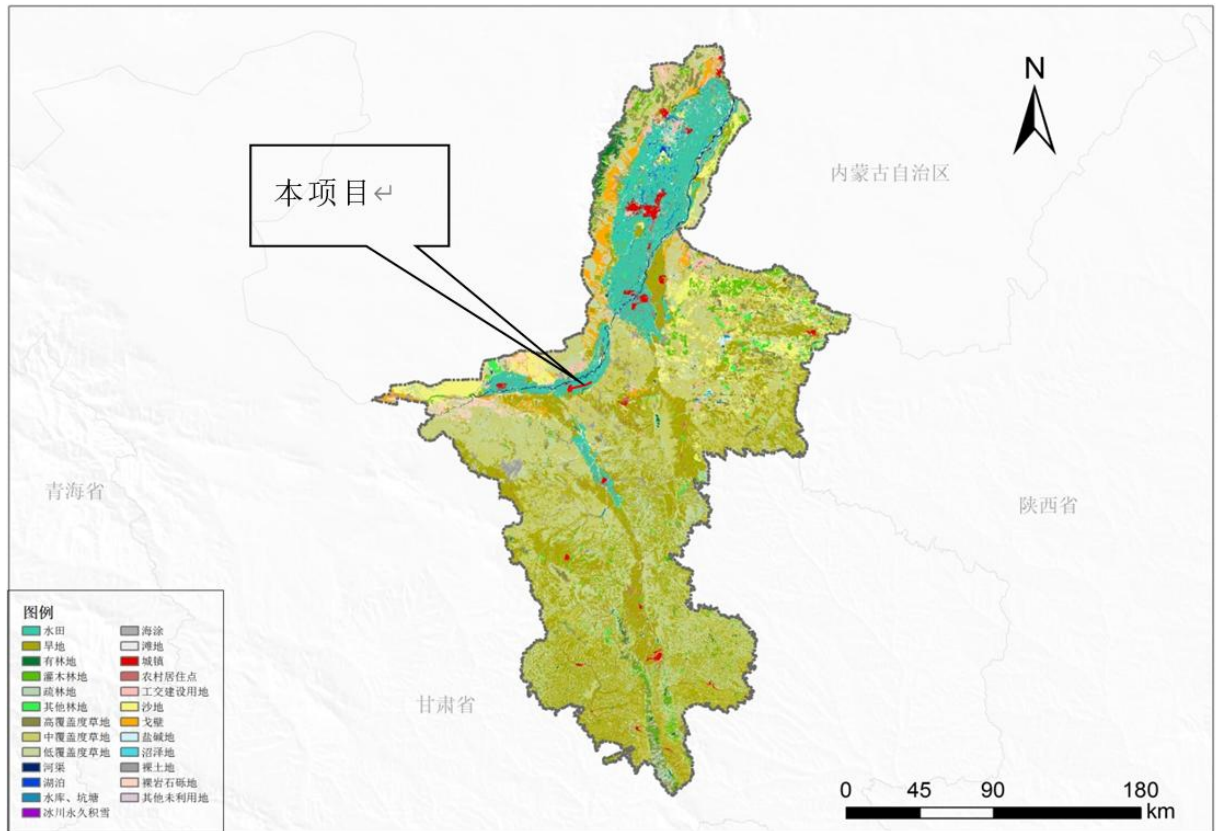 N
内蒙古自治区
本项目↵
青海省
陕西省
甘肃省
图例
水田
旱地
有林地
灌木林地
疏林地
其他林地
高覆盖度草地
中覆盖度草地
低覆盖度草地
河渠
湖泊
水库、坑塘
冰川永久积雪
海涂
滩地
城镇
农村居住点
工交建设用地
沙地
戈壁
盐碱地
沼泽地
裸土地
裸岩石砾地
其他未利用地
0 45 90 180
km